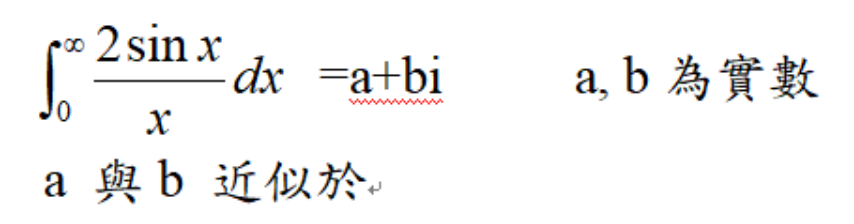 ∫₀^∞ (2 sin x / x) dx =a+bi a, b 為實數
a 與 b 近似於